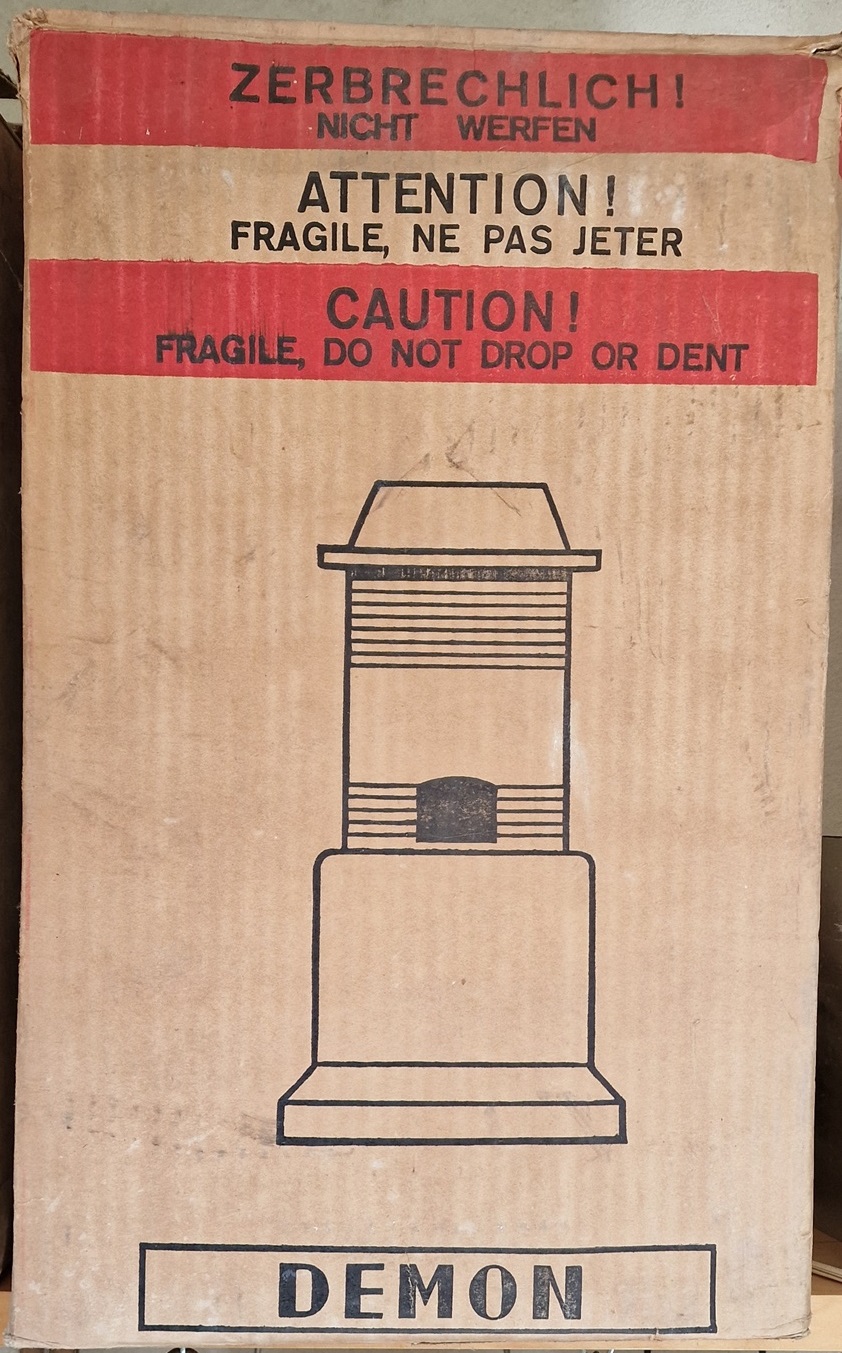 ZERBRECHLICH!
NICHT WERFEN
ATTENTION!
FRAGILE, NE PAS JETER
CAUTION!
FRAGILE, DO NOT DROP OR DENT
DEMON